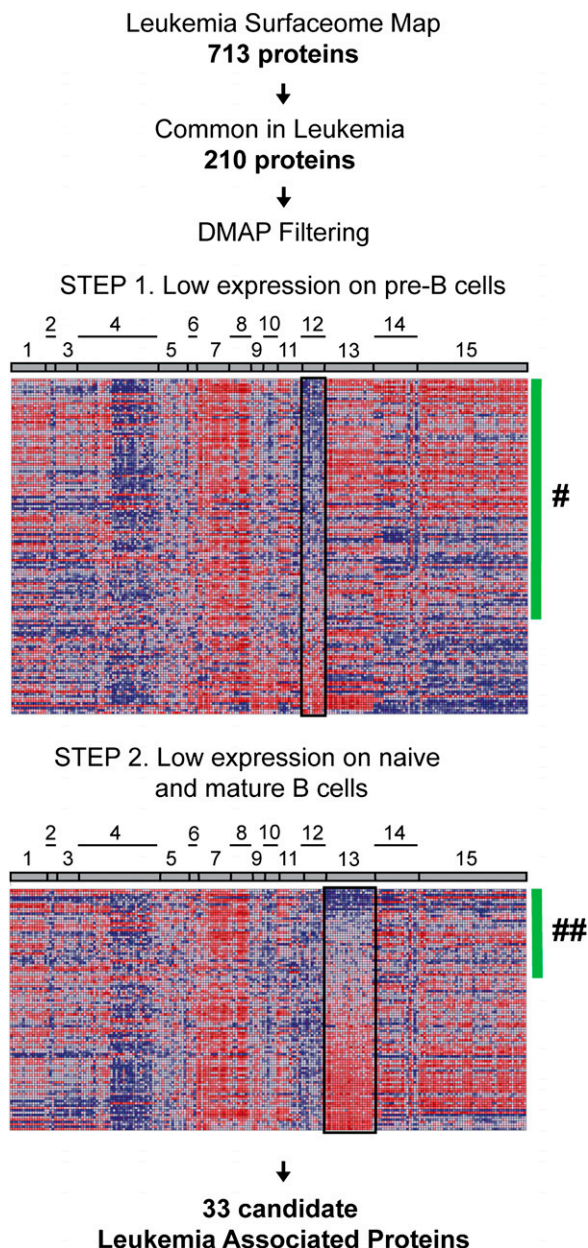 Leukemia Surfaceome Map
713 proteins
Common in Leukemia
210 proteins
DMAP Filtering
STEP 1. Low expression on pre-B cells
2 4 6 8 10 12 14
1 3 5 7 9 11 13 15
#
STEP 2. Low expression on naive
and mature B cells
2 4 6 8 10 12 14
1 3 5 7 9 11 13 15
##
33 candidate
Leukemia Associated Proteins